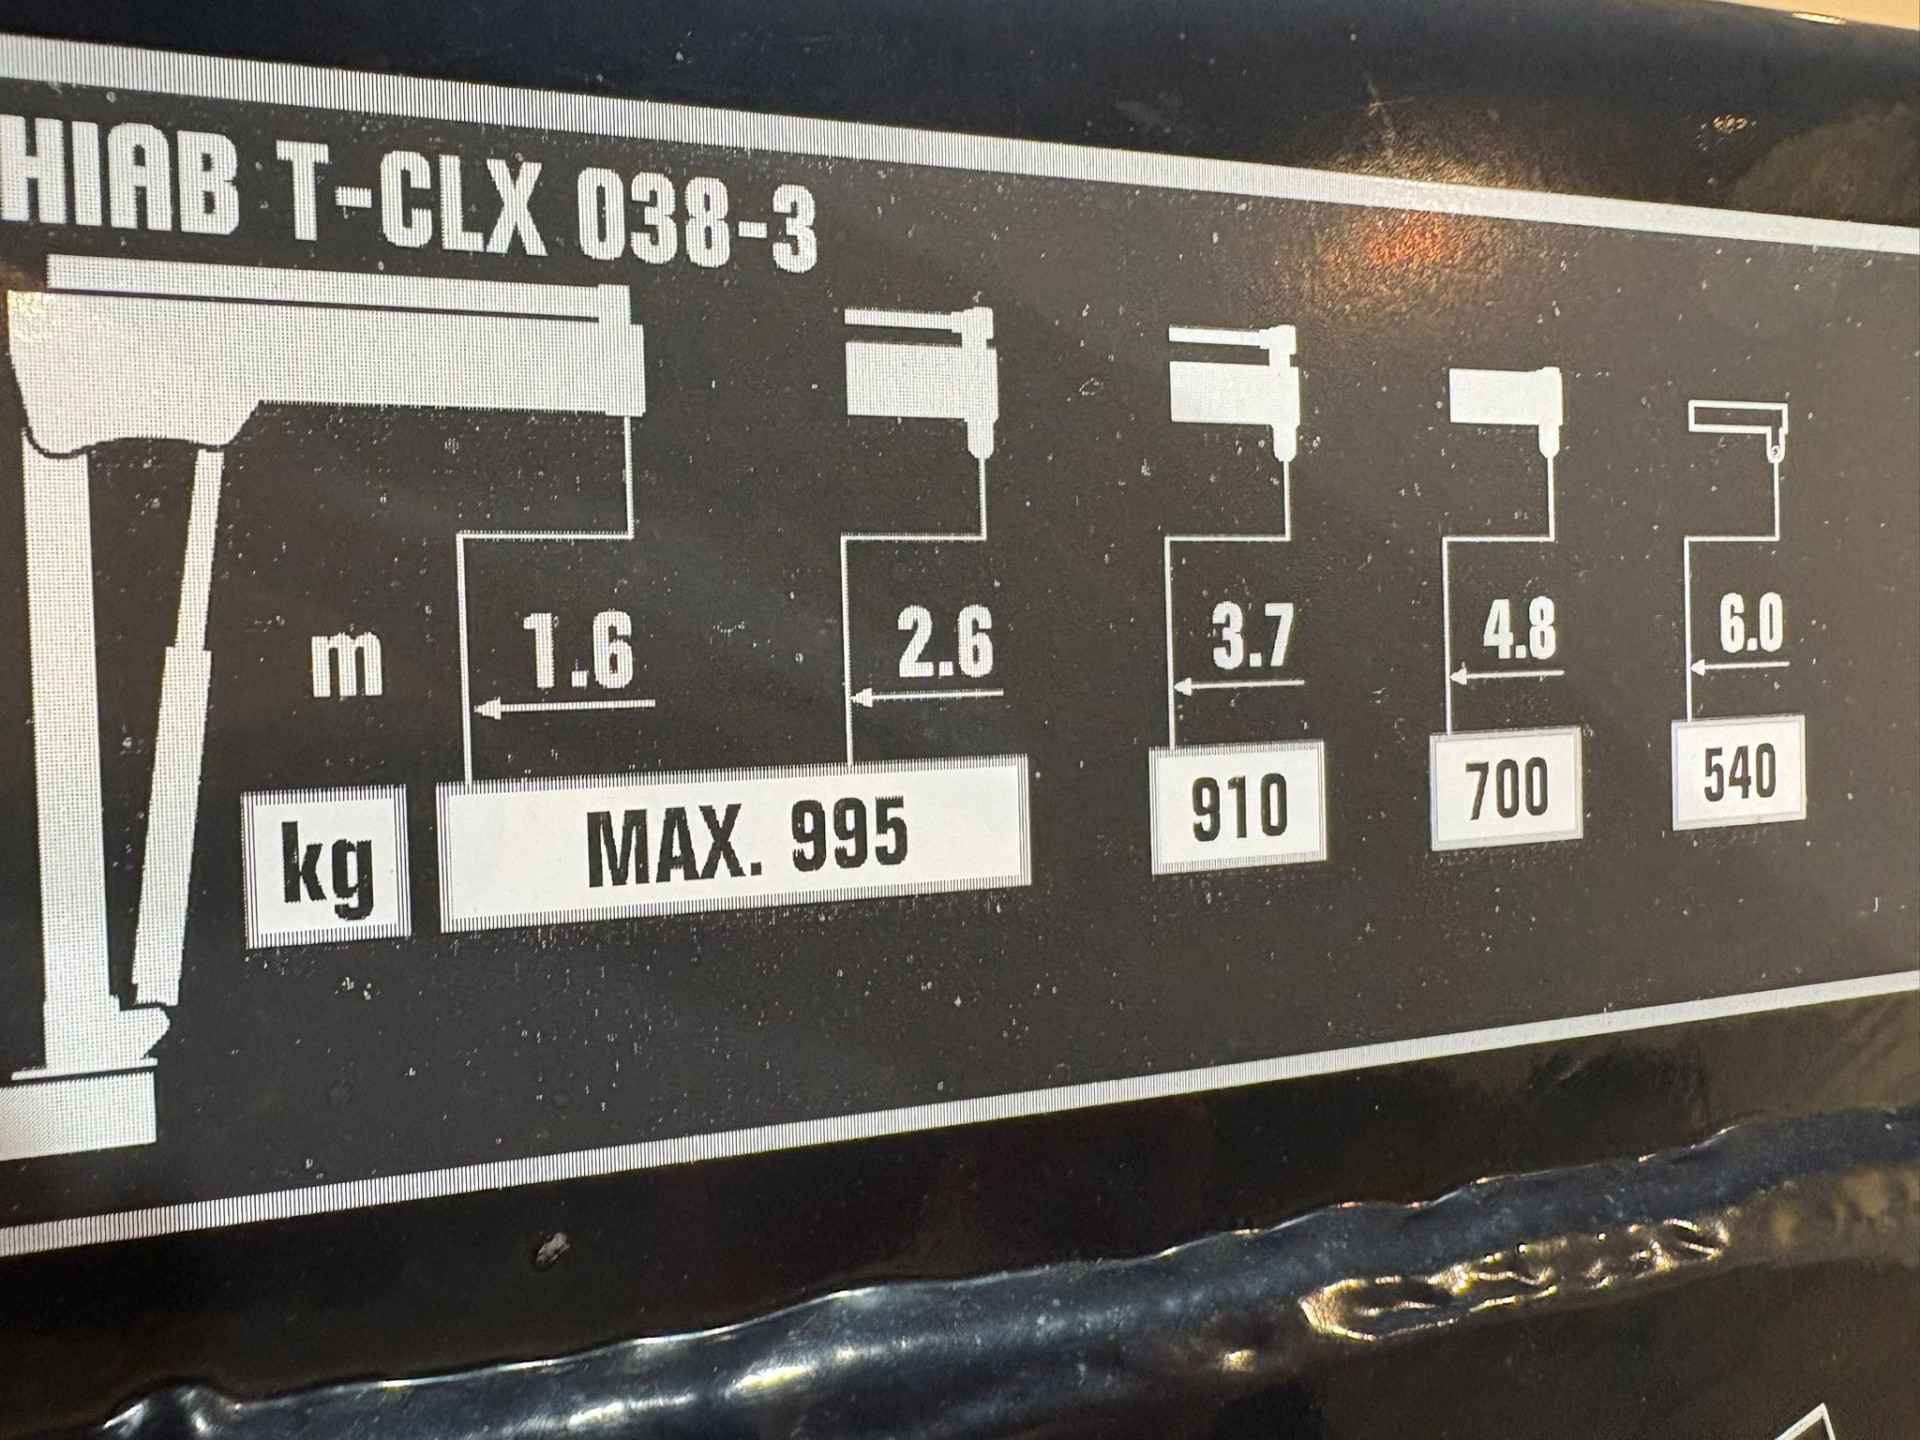 HIAB T-CLX 038-3
m 1.6 2.6 3.7 4.8 6.0
kg MAX. 995 910 700 540